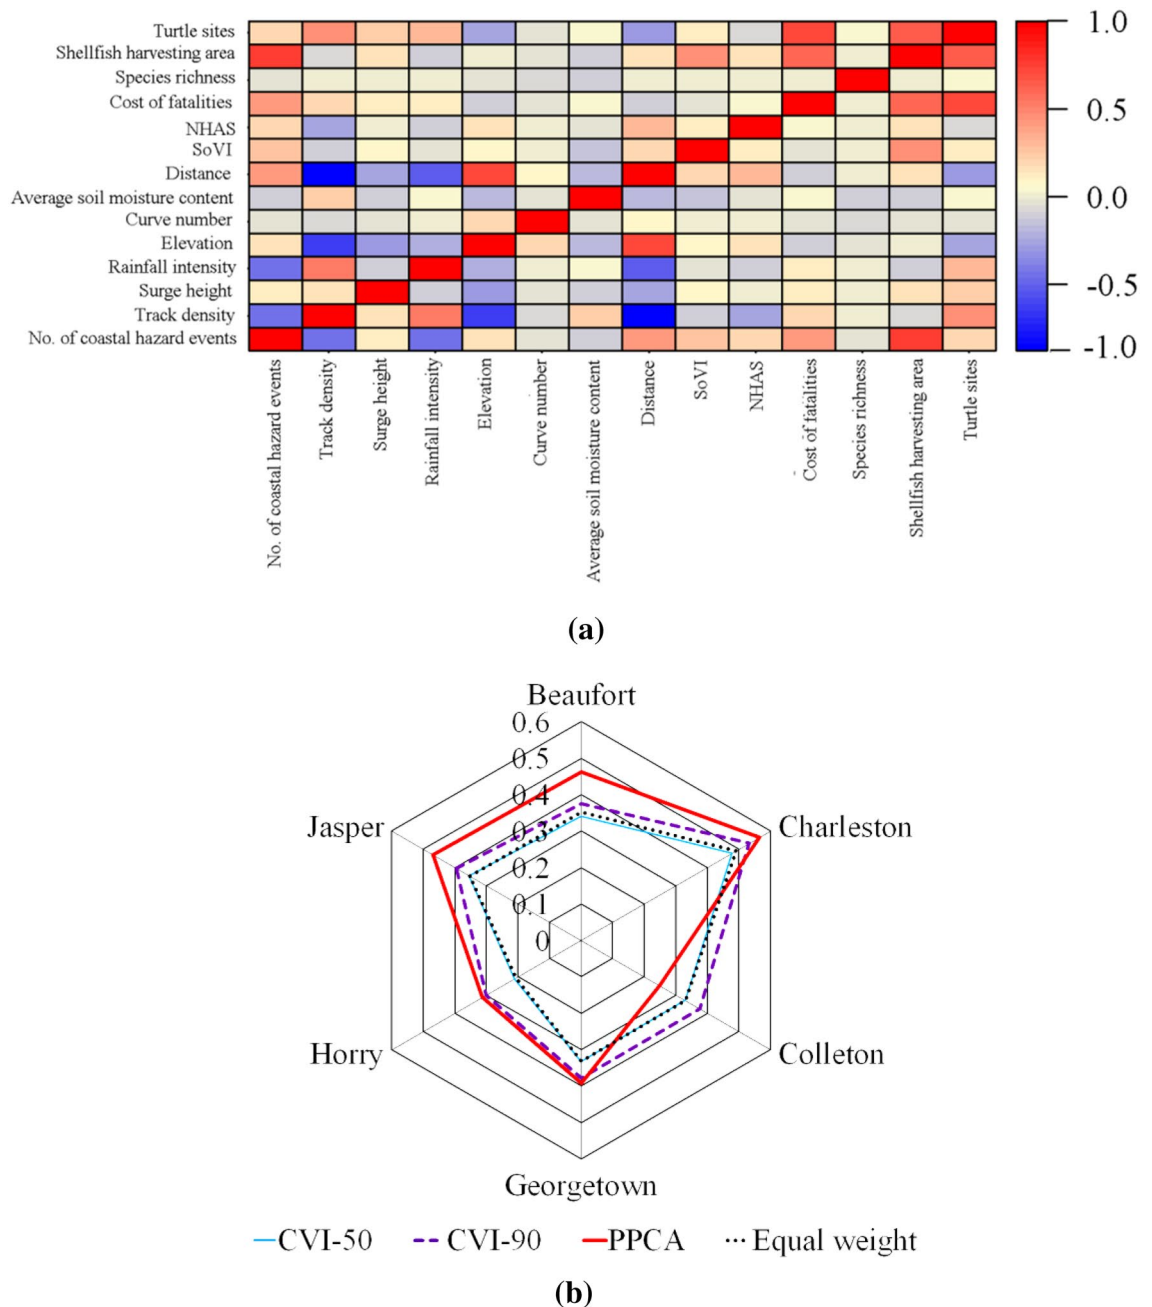 Turtle sites
Shellfish harvesting area
Species richness
Cost of fatalities
NHAS
SoVI
Distance
Average soil moisture content
Curve number
Elevation
Rainfall intensity
Surge height
Track density
No. of coastal hazard events
1.0
0.5
0.0
-0.5
-1.0
No. of coastal hazard events
Track density
Surge height
Rainfall intensity
Elevation
Curve number
Average soil moisture content
Distance
SoVI
NHAS
Cost of fatalities
Species richness
Shellfish harvesting area
Turtle sites
(a)
Beaufort
0.6
0.5
0.4
0.3
0.2
0.1
0
Jasper
Charleston
Horry
Colleton
Georgetown
CVI-50 CVI-90 PPCA Equal weight
(b)